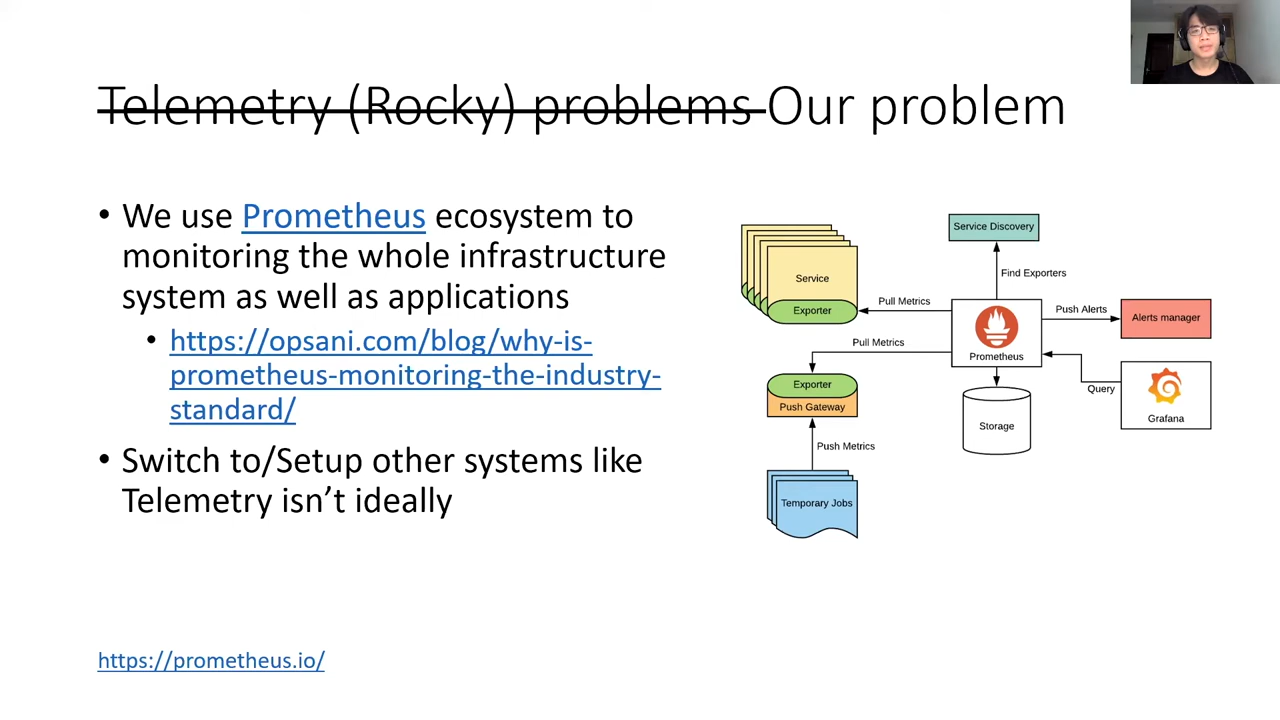 Telemetry (Rocky) problems Our problem
• We use Prometheus ecosystem to
monitoring the whole infrastructure
system as well as applications
• https://opsani.com/blog/why-is-
prometheus-monitoring-the-industry-
standard/
• Switch to/Setup other systems like
Telemetry isn’t ideally
Service Discovery
Find Exporters
Service
Exporter
Pull Metrics
Prometheus
Push Alerts
Alerts manager
Pull Metrics
Exporter
Push Gateway
Query
Grafana
Storage
Push Metrics
Temporary Jobs
https://prometheus.io/